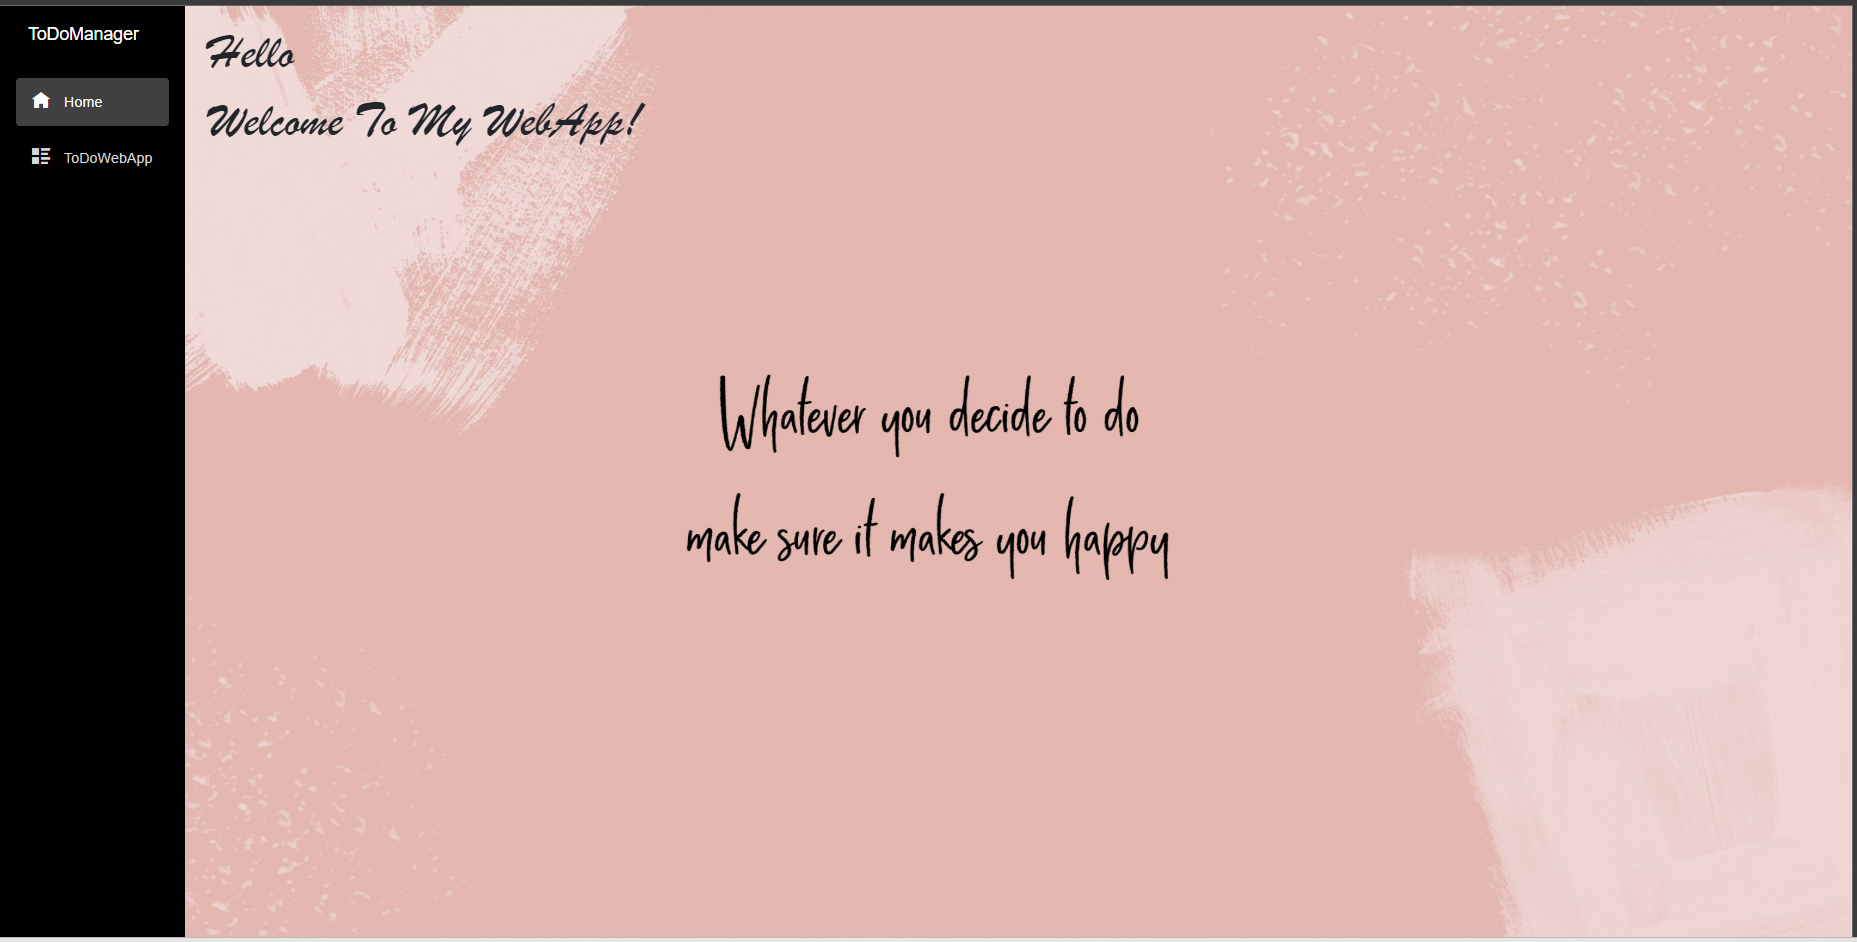 ToDoManager
Home
ToDoWebApp
Hello
Welcome To My WebApp!
Whatever you decide to do
make sure it makes you happy